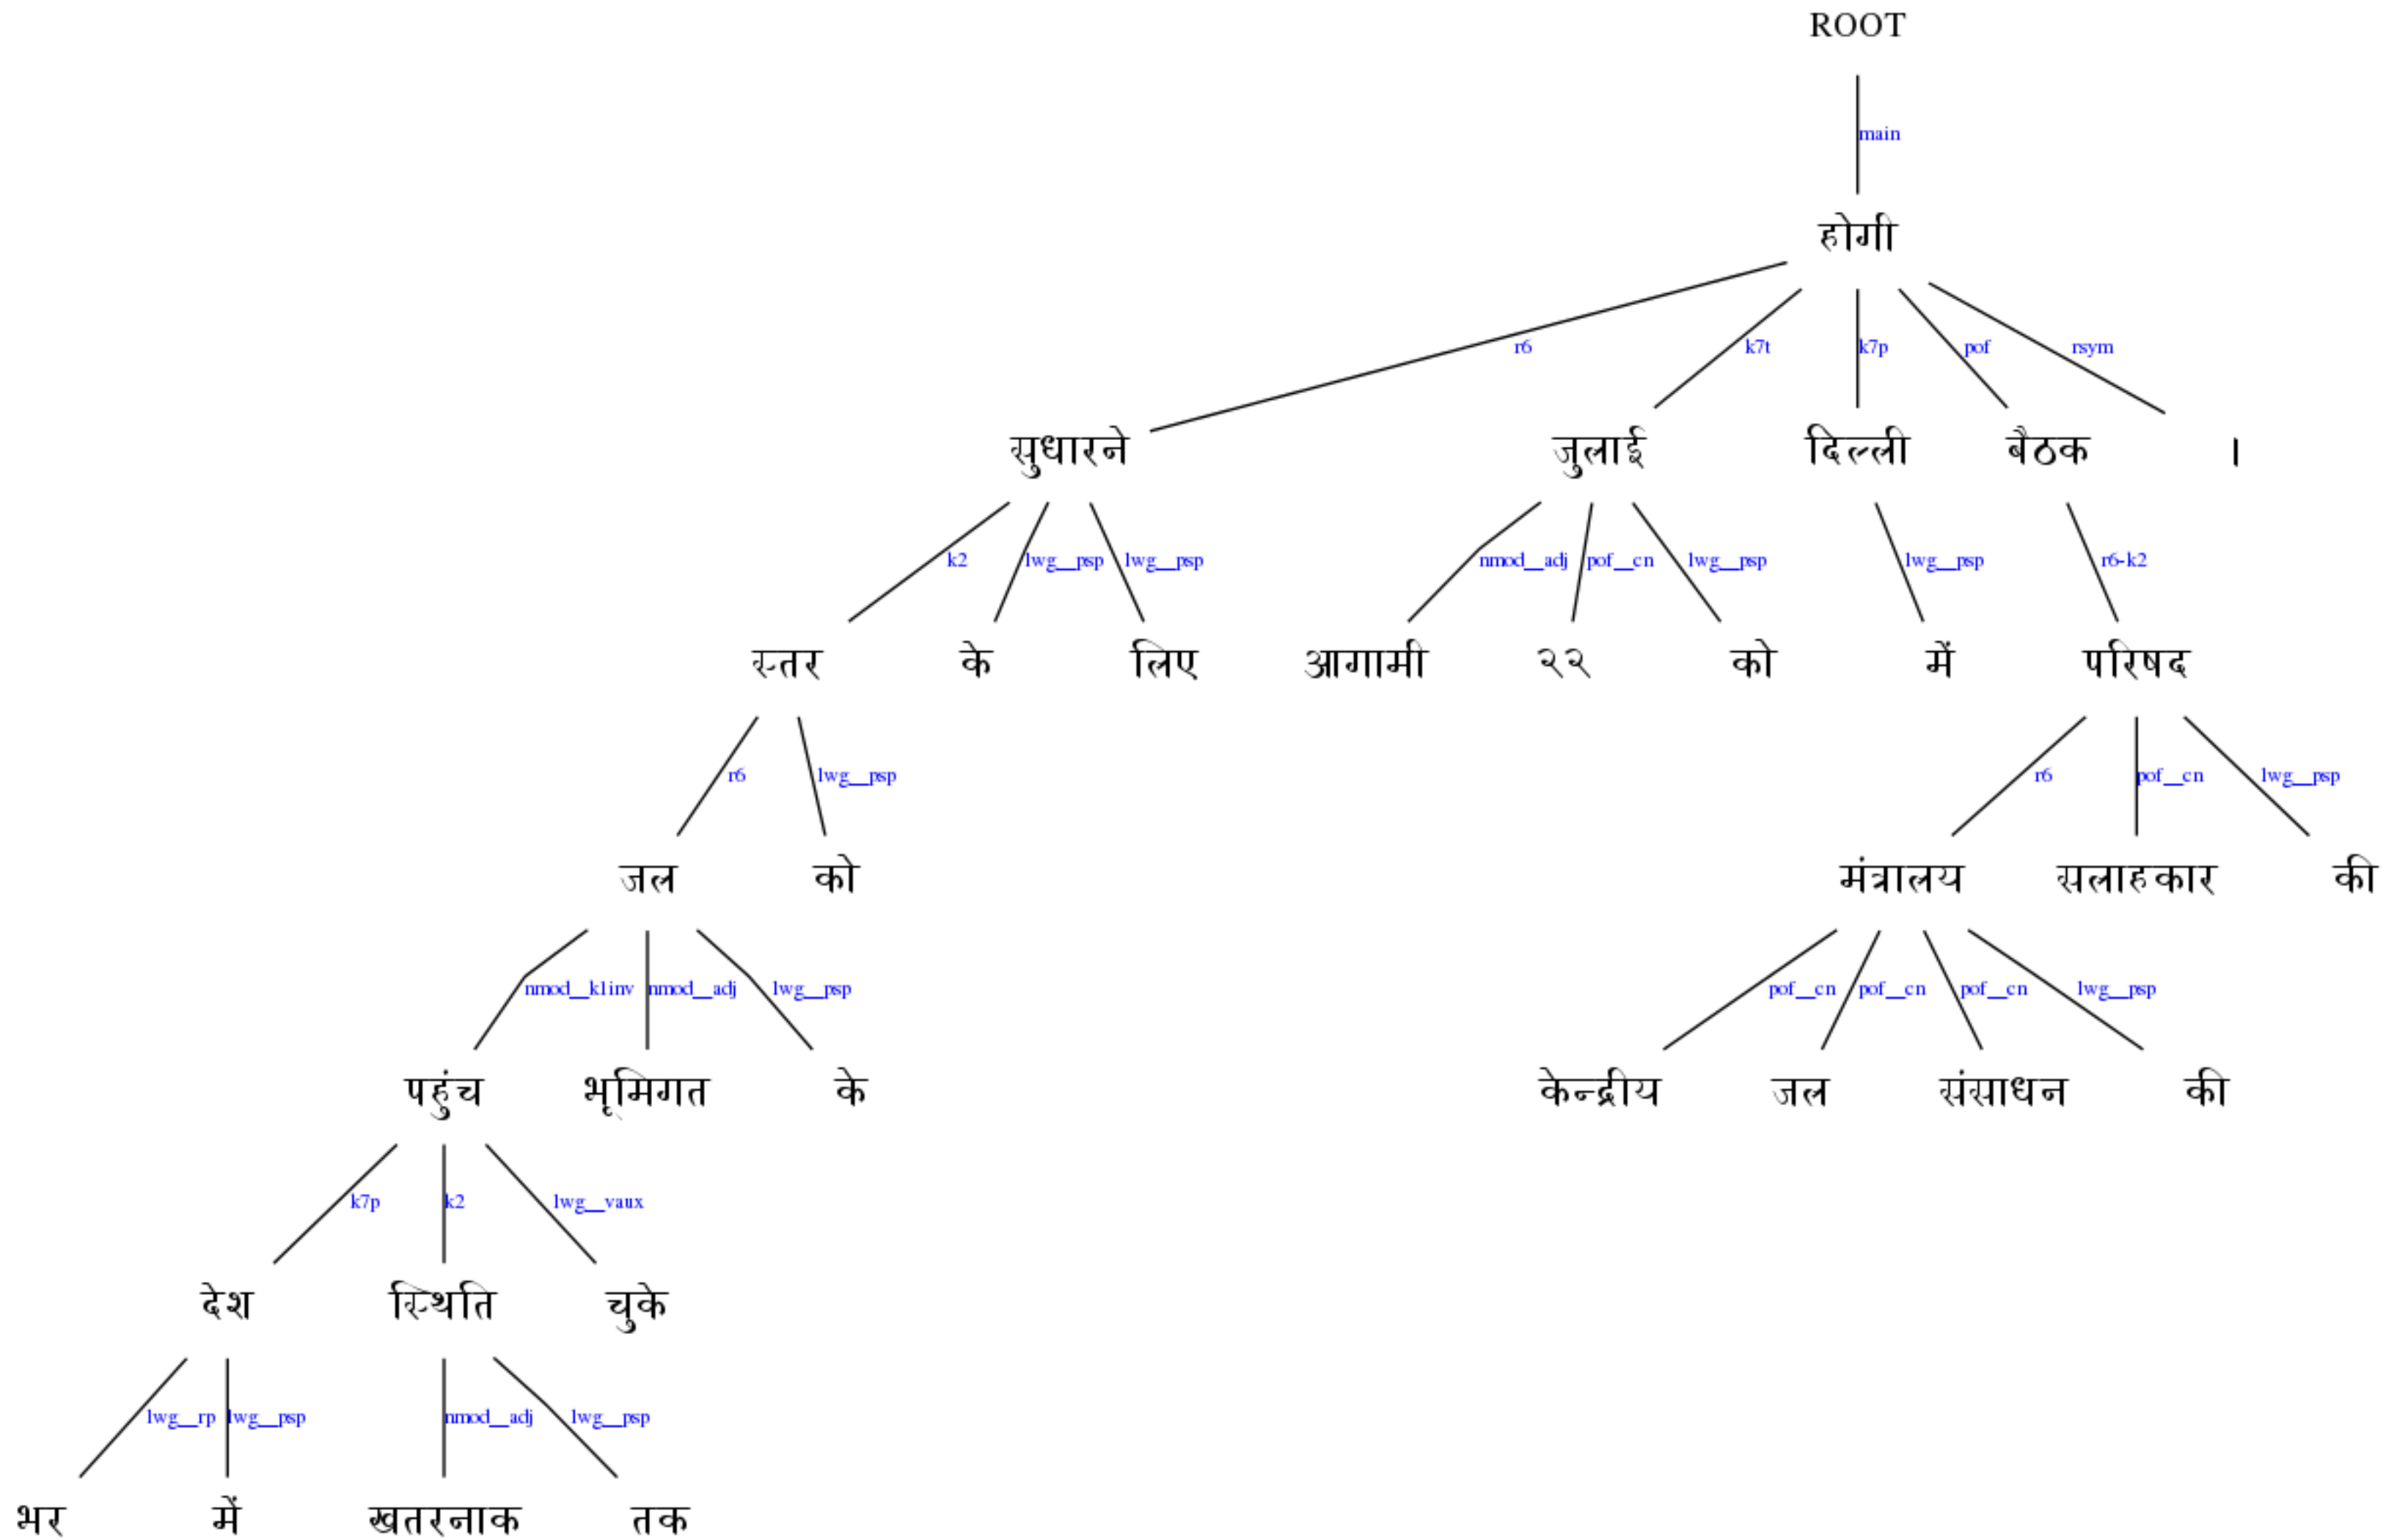 ROOT
main
होगी
r6 k7t k7p pof rsym
सुधारने जुलाई दिल्ली बैठक ।
k2 lwg__psp lwg__psp nmod__adj pof__cn lwg__psp lwg__psp r6-k2
स्तर के लिए आगामी २२ को में परिषद
r6 lwg__psp r6 pof__cn lwg__psp
जल को मंत्रालय सलाहकार की
nmod__k1inv nmod__adj lwg__psp pof__cn pof__cn pof__cn lwg__psp
पहुंच भूमिगत के केन्द्रीय जल संसाधन की
k7p k2 lwg__vaux
देश स्थिति चुके
lwg__rp lwg__psp nmod__adj lwg__psp
भर में खतरनाक तक